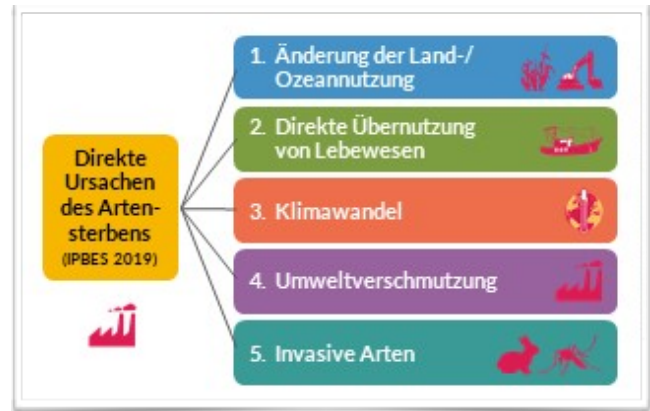 Direkte
Ursachen
des Arten-
sterbens
(IPBES 2019)
1. Änderung der Land-/
Ozeannutzung
2. Direkte Übernutzung
von Lebewesen
3. Klimawandel
4. Umweltverschmutzung
5. Invasive Arten